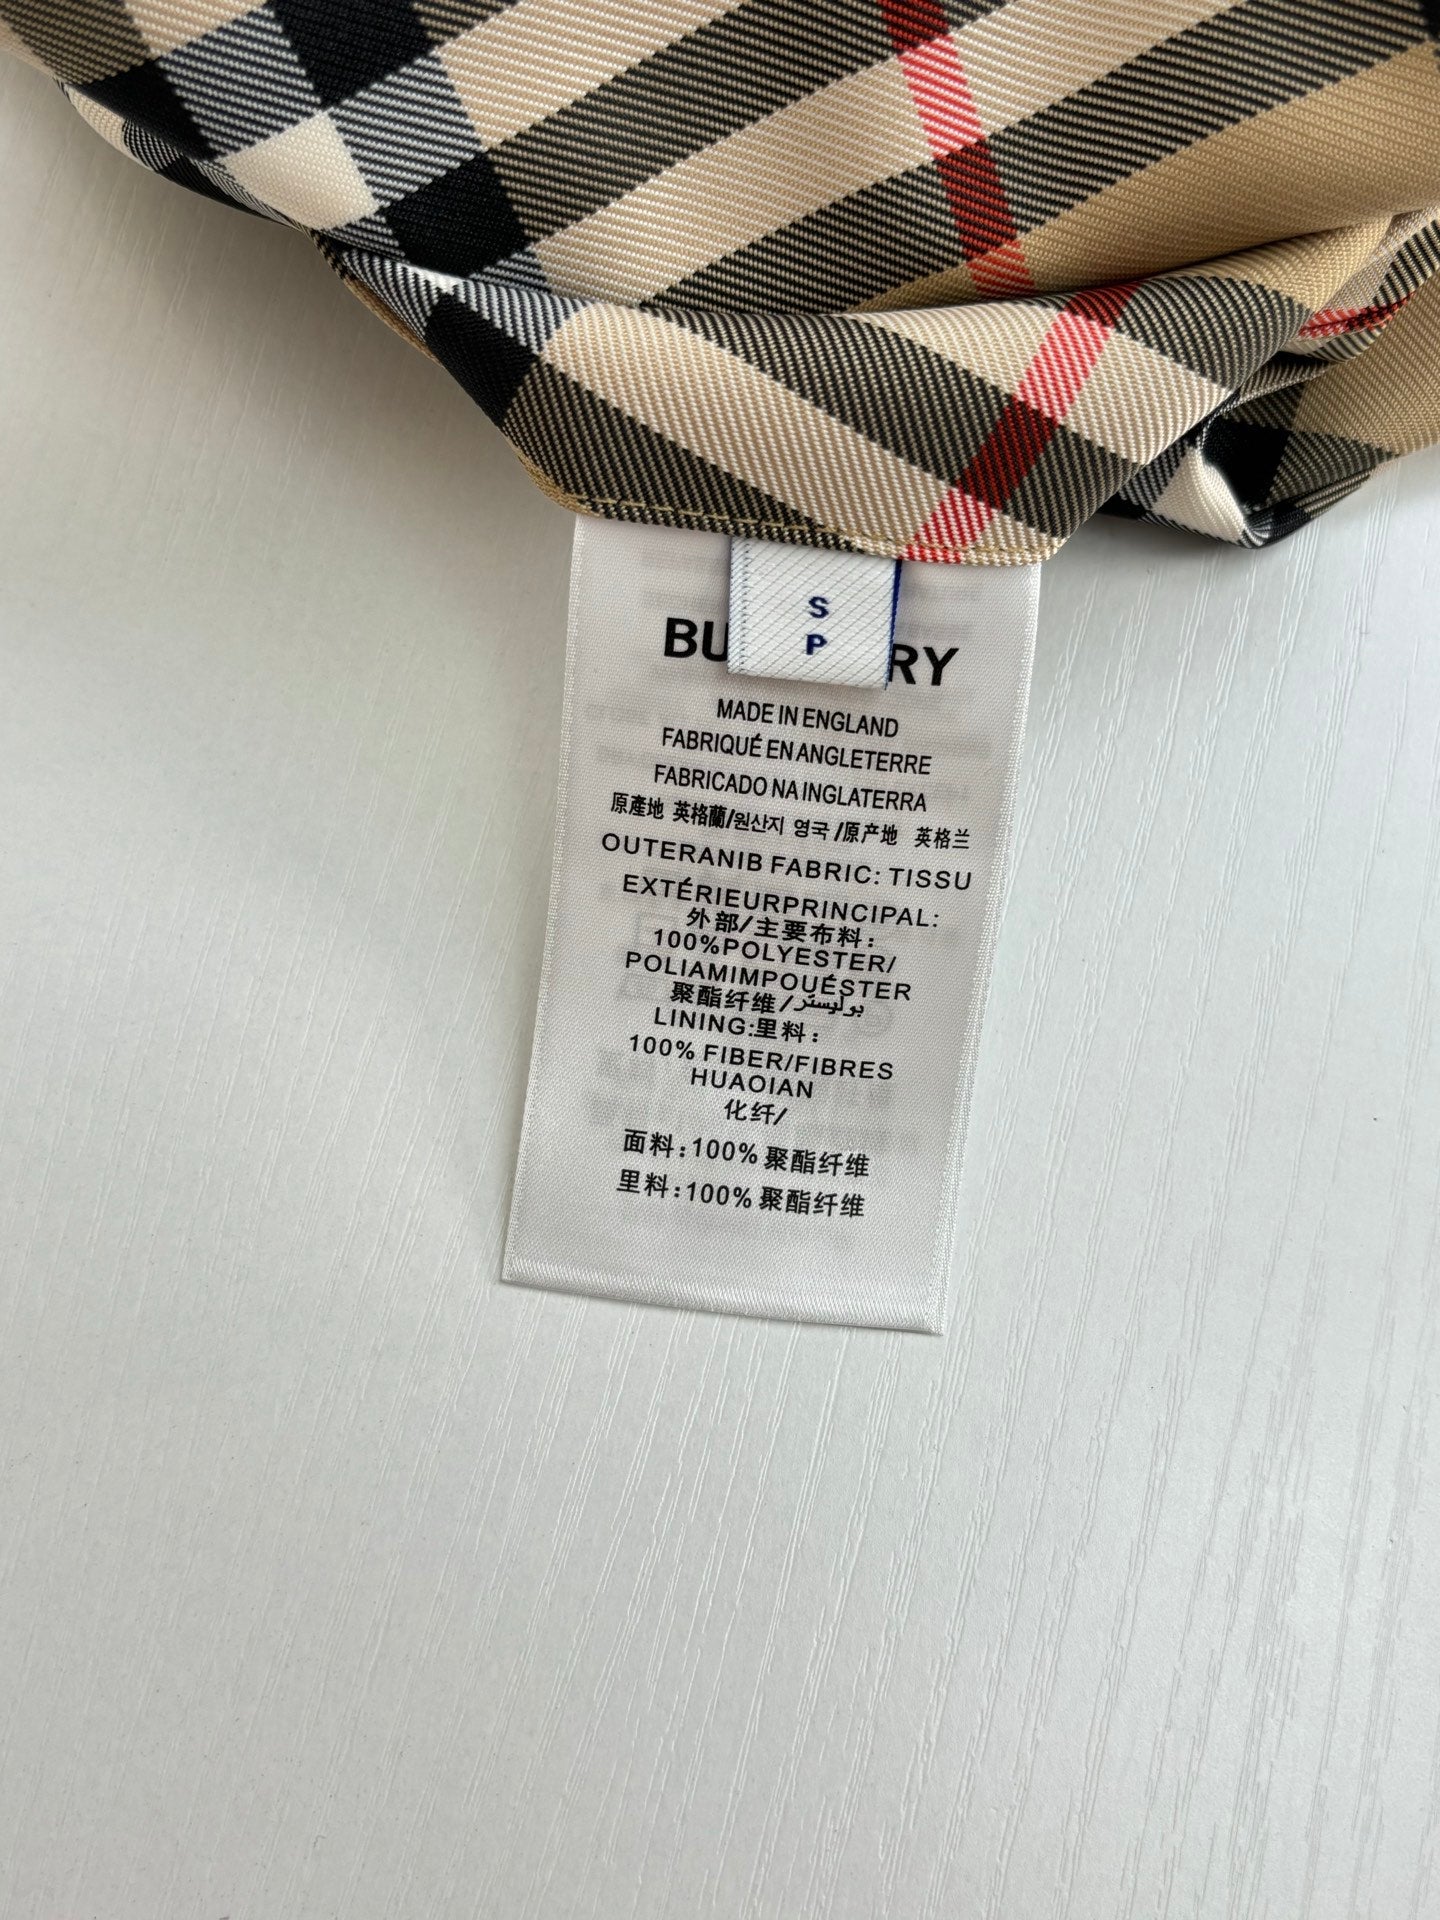 S
P
BU RY
MADE IN ENGLAND
FABRIQUÉ EN ANGLETERRE
FABRICADO NA INGLATERRA
原產地 英格蘭/원산지 영국 /原产地 英格兰
OUTERANIB FABRIC: TISSU
EXTÉRIEURPRINCIPAL:
外部/主要布料：
100%POLYESTER/
POLIAMIMPOUÉSTER
聚酯纤维/بوليستر
LINING:里料：
100% FIBER/FIBRES
HUAOIAN
化纤/
面料:100% 聚酯纤维
里料:100% 聚酯纤维